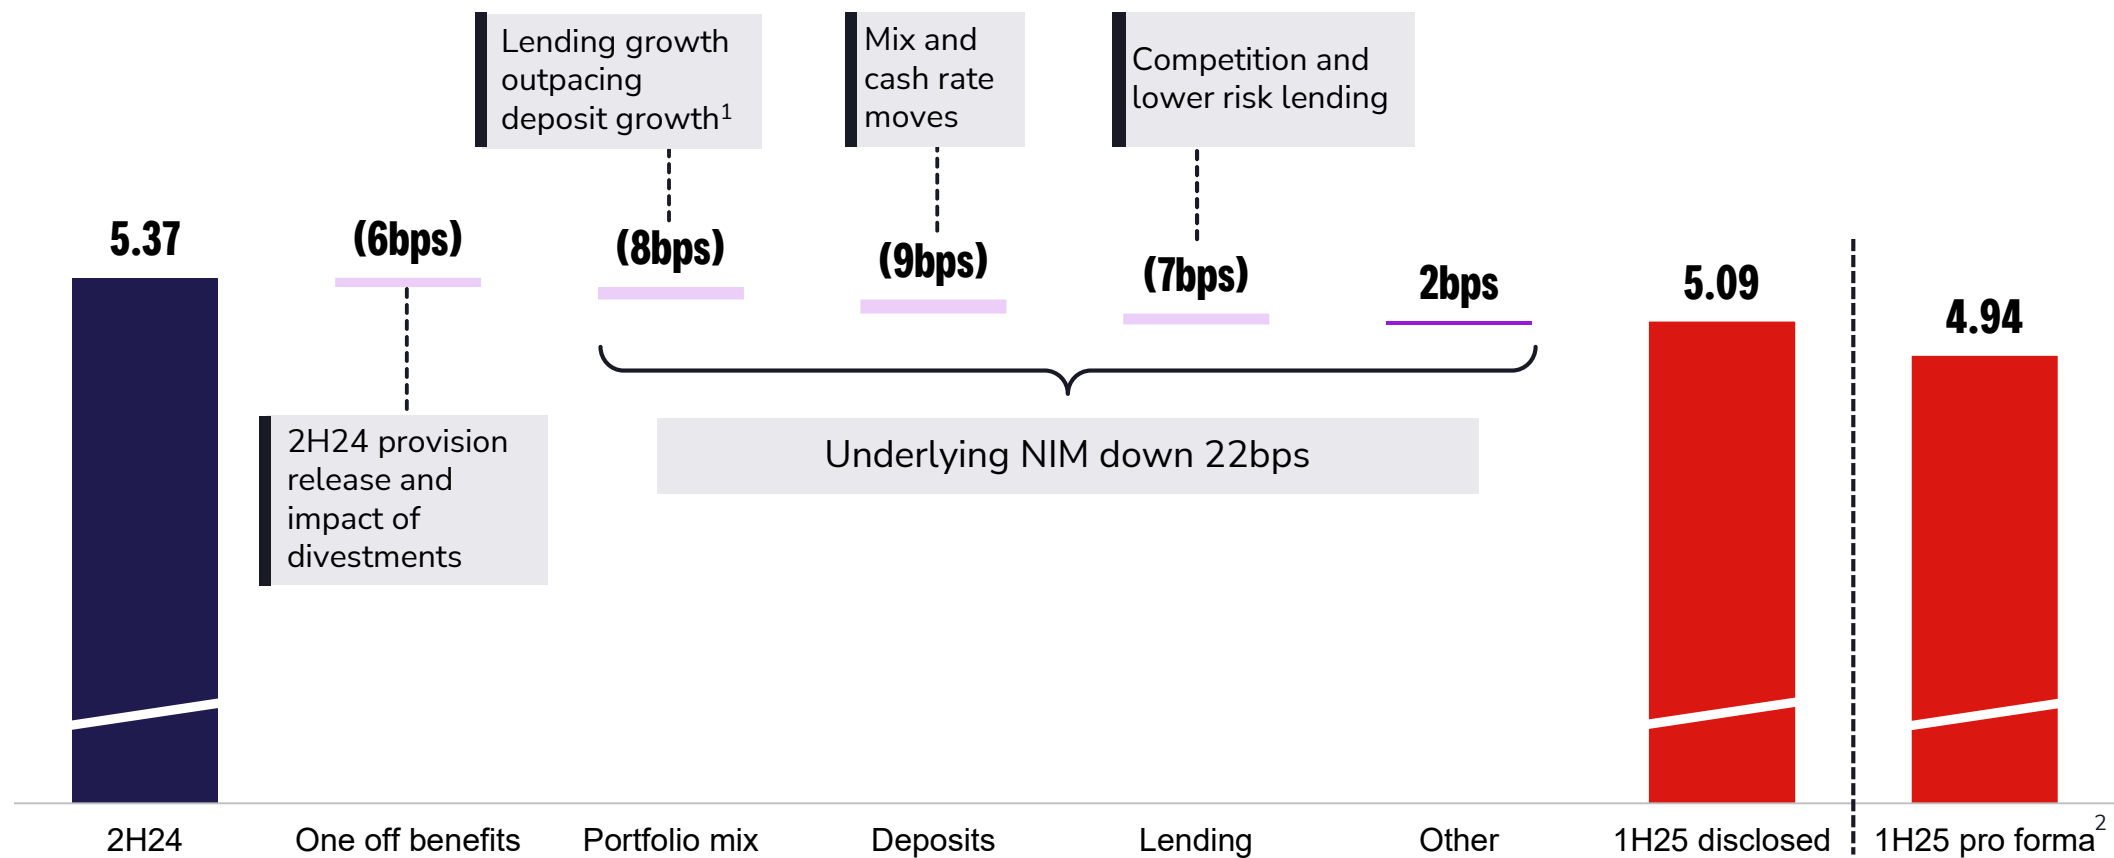 Lending growth
outpacing
deposit growth1
Mix and
cash rate
moves
Competition and
lower risk lending
5.37
(6bps)
(8bps)
(9bps)
(7bps)
2bps
5.09
4.94
2H24 provision
release and
impact of
divestments
Underlying NIM down 22bps
2H24
One off benefits
Portfolio mix
Deposits
Lending
Other
1H25 disclosed
1H25 pro forma2